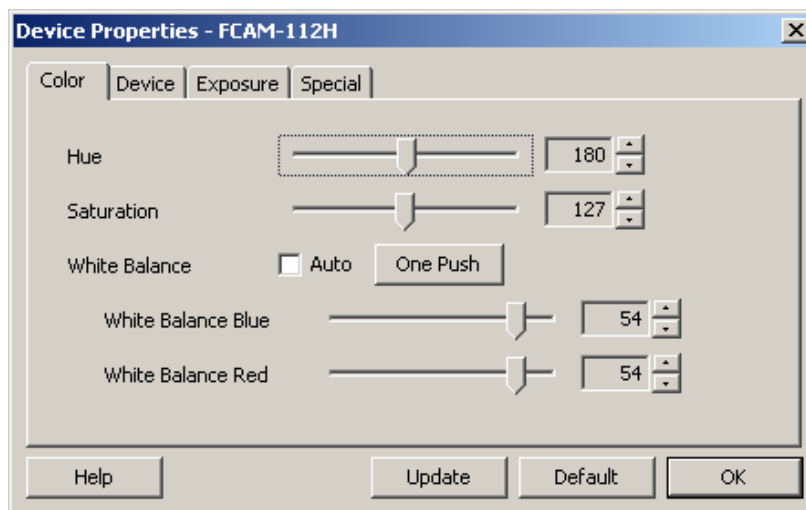 Device Properties - FCAM-112H
Color Device Exposure Special
Hue 180
Saturation 127
White Balance Auto One Push
White Balance Blue 54
White Balance Red 54
Help Update Default OK